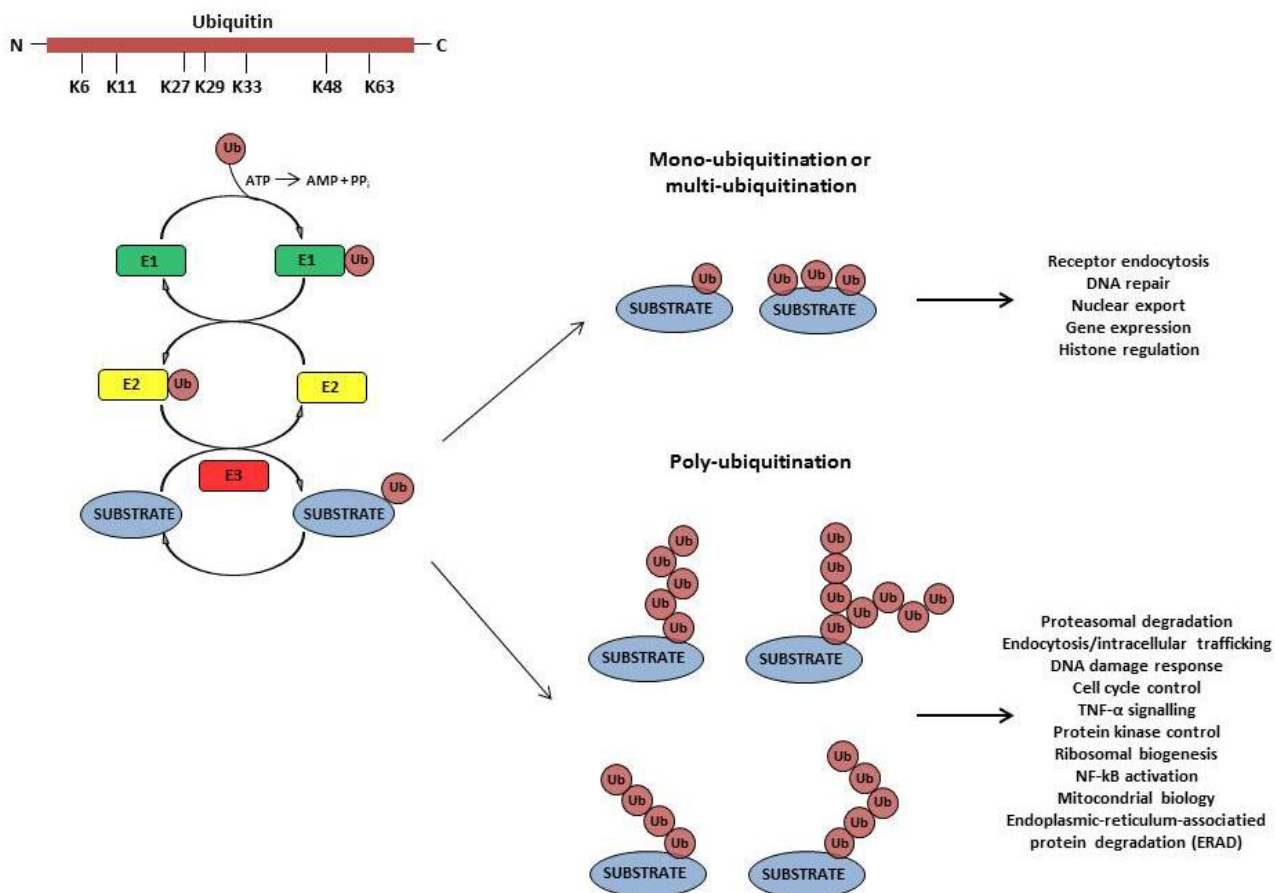 Ubiquitin
N
C
K6 K11 K27 K29 K33 K48 K63
Ub
ATP → AMP + PPi
E1
E1
Ub
E2
Ub
E2
E3
SUBSTRATE
SUBSTRATE
Ub
Mono-ubiquitination or
multi-ubiquitination
Ub
SUBSTRATE
Ub
Ub
Ub
SUBSTRATE
Receptor endocytosis
DNA repair
Nuclear export
Gene expression
Histone regulation
Poly-ubiquitination
Ub
Ub
Ub
Ub
Ub
SUBSTRATE
Ub
Ub
Ub
Ub
Ub
Ub
Ub
Ub
SUBSTRATE
Ub
Ub
Ub
Ub
SUBSTRATE
Ub
Ub
Ub
Ub
Ub
SUBSTRATE
Proteasomal degradation
Endocytosis/intracellular trafficking
DNA damage response
Cell cycle control
TNF-α signalling
Protein kinase control
Ribosomal biogenesis
NF-kB activation
Mitocondrial biology
Endoplasmic-reticulum-associatied
protein degradation (ERAD)